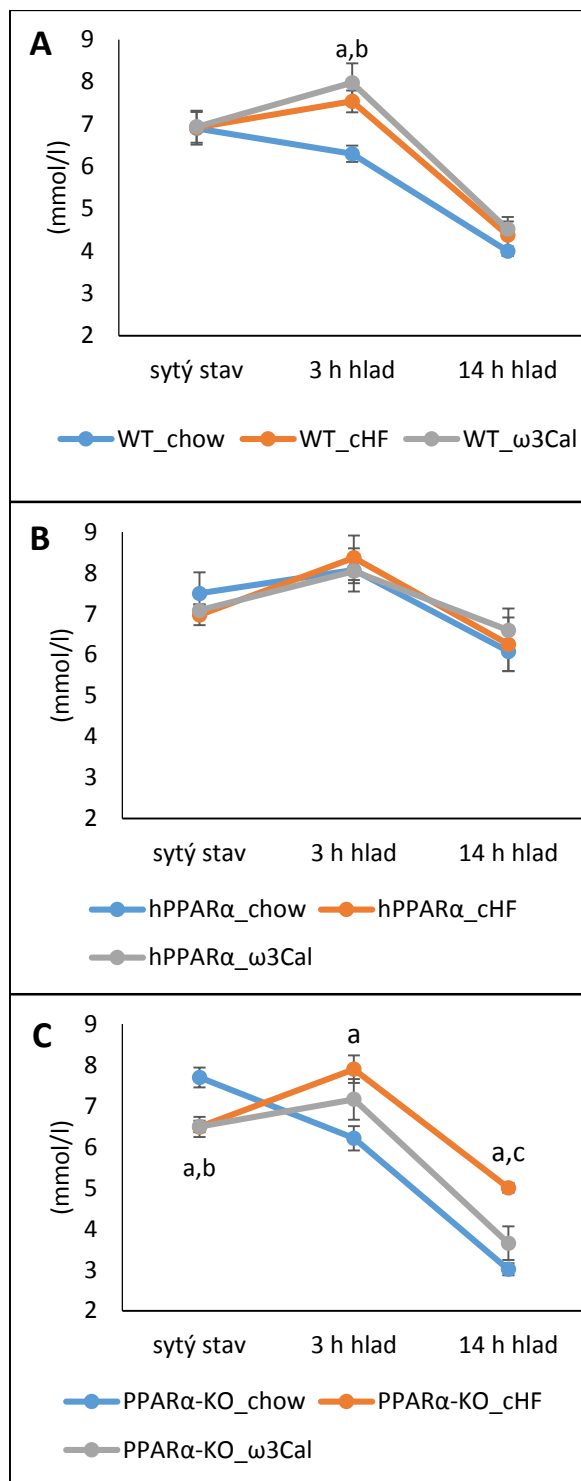 A
9
a,b
8
7
6
5
4
3
2
(mmol/l)
sytý stav 3 h hlad 14 h hlad
WT_chow WT_cHF WT_ω3Cal
B
9
8
7
6
5
4
3
2
(mmol/l)
sytý stav 3 h hlad 14 h hlad
hPPARα_chow hPPARα_cHF
hPPARα_ω3Cal
C
9
a
8
7
6
5
4
3
2
(mmol/l)
a,c
a,b
sytý stav 3 h hlad 14 h hlad
PPARα-KO_chow PPARα-KO_cHF
PPARα-KO_ω3Cal